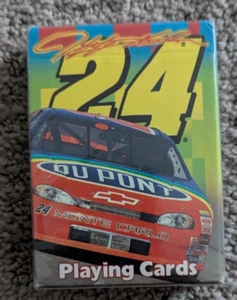 24
DU PONT
24 MONTE CARLO
Playing Cards